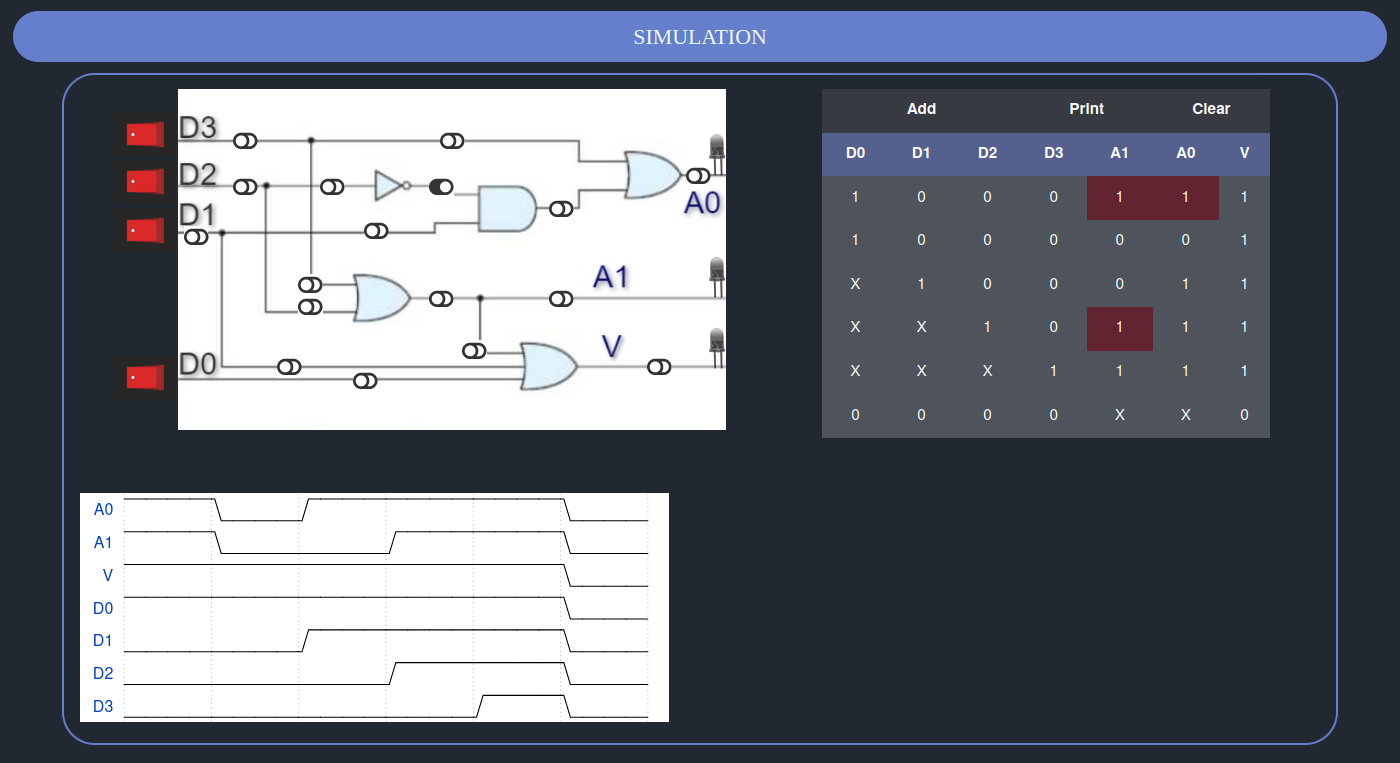 SIMULATION
D3
D2
D1
A0
A1
V
D0
Add Print Clear
D0 D1 D2 D3 A1 A0 V
1 0 0 0 1 1 1
1 0 0 0 0 0 1
X 1 0 0 0 1 1
X X 1 0 1 1 1
X X X 1 1 1 1
0 0 0 0 X X 0
A0
A1
V
D0
D1
D2
D3